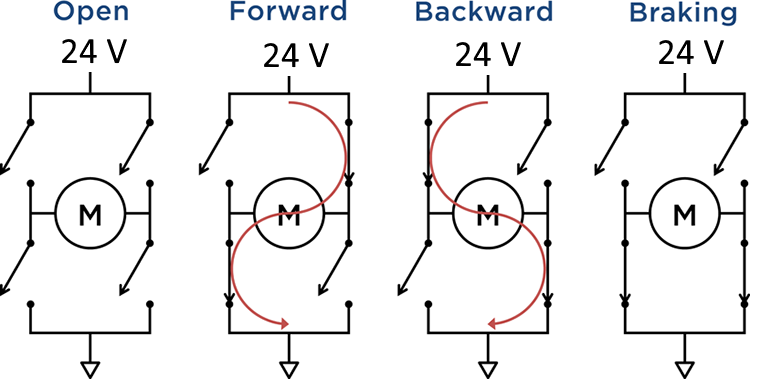 Open
24 V
M
Forward
24 V
M
Backward
24 V
M
Braking
24 V
M